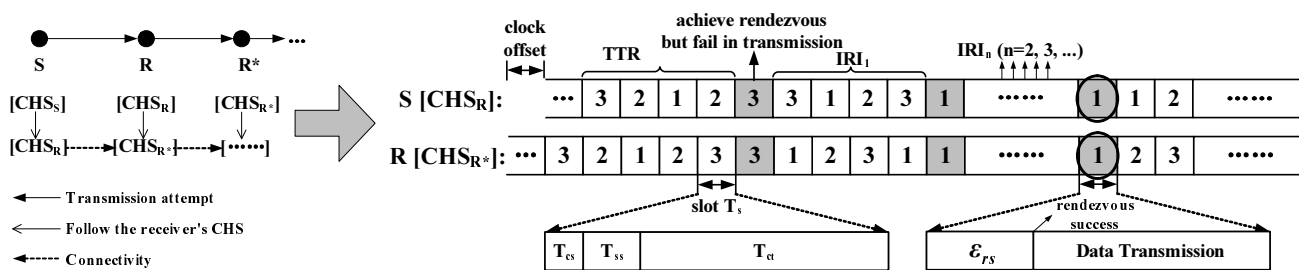 S R R* ...
[CHS_S] [CHS_R] [CHS_R*]
[CHS_R] [CHS_R*] [······]
Transmission attempt
Follow the receiver's CHS
Connectivity
clock
offset
achieve rendezvous
but fail in transmission
TTR
IRI_1
IRI_n (n=2, 3, ...)
S [CHS_R]: ··· 3 2 1 2 3 3 1 2 3 1 ······ 1 1 2 ······
R [CHS_R*]: ··· 3 2 1 2 3 3 1 2 3 1 1 ······ 1 2 3 ······
slot T_s
rendezvous
success
T_cs T_ss T_ct
ε_rs Data Transmission